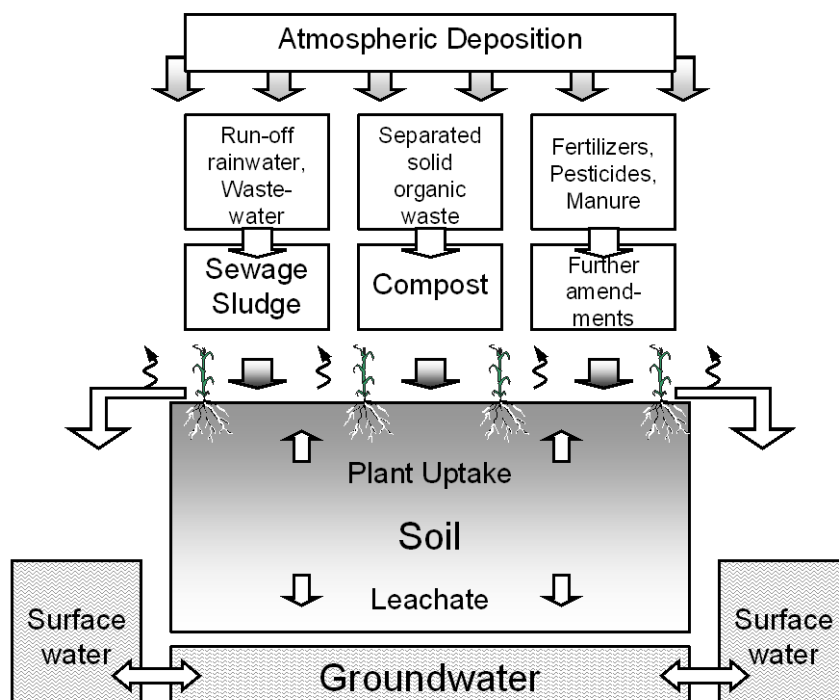 Atmospheric Deposition
Run-off
rainwater,
Waste-
water
Separated
solid
organic
waste
Fertilizers,
Pesticides,
Manure
Sewage
Sludge
Compost
Further
amend-
ments
Plant Uptake
Soil
Leachate
Surface
water
Surface
water
Groundwater